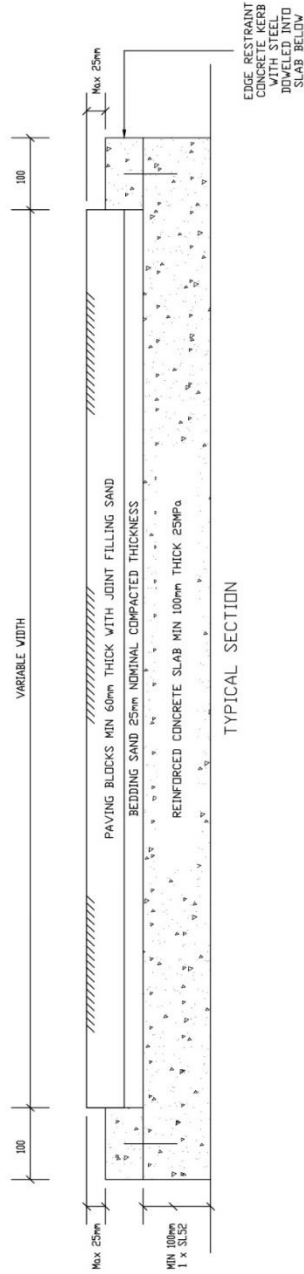 VARIABLE WIDTH
100
100
Max 25mm
Max 25mm
PAVING BLOCKS MIN 60mm THICK WITH JOINT FILLING SAND
BEDDING SAND 25mm NOMINAL COMPACTED THICKNESS
REINFORCED CONCRETE SLAB MIN 100mm THICK 25MPa
MIN 100mm
1 x SL52
EDGE RESTRAINT
CONCRETE KERB
WITH STEEL
DOWELED INTO
SLAB BELOW
TYPICAL SECTION